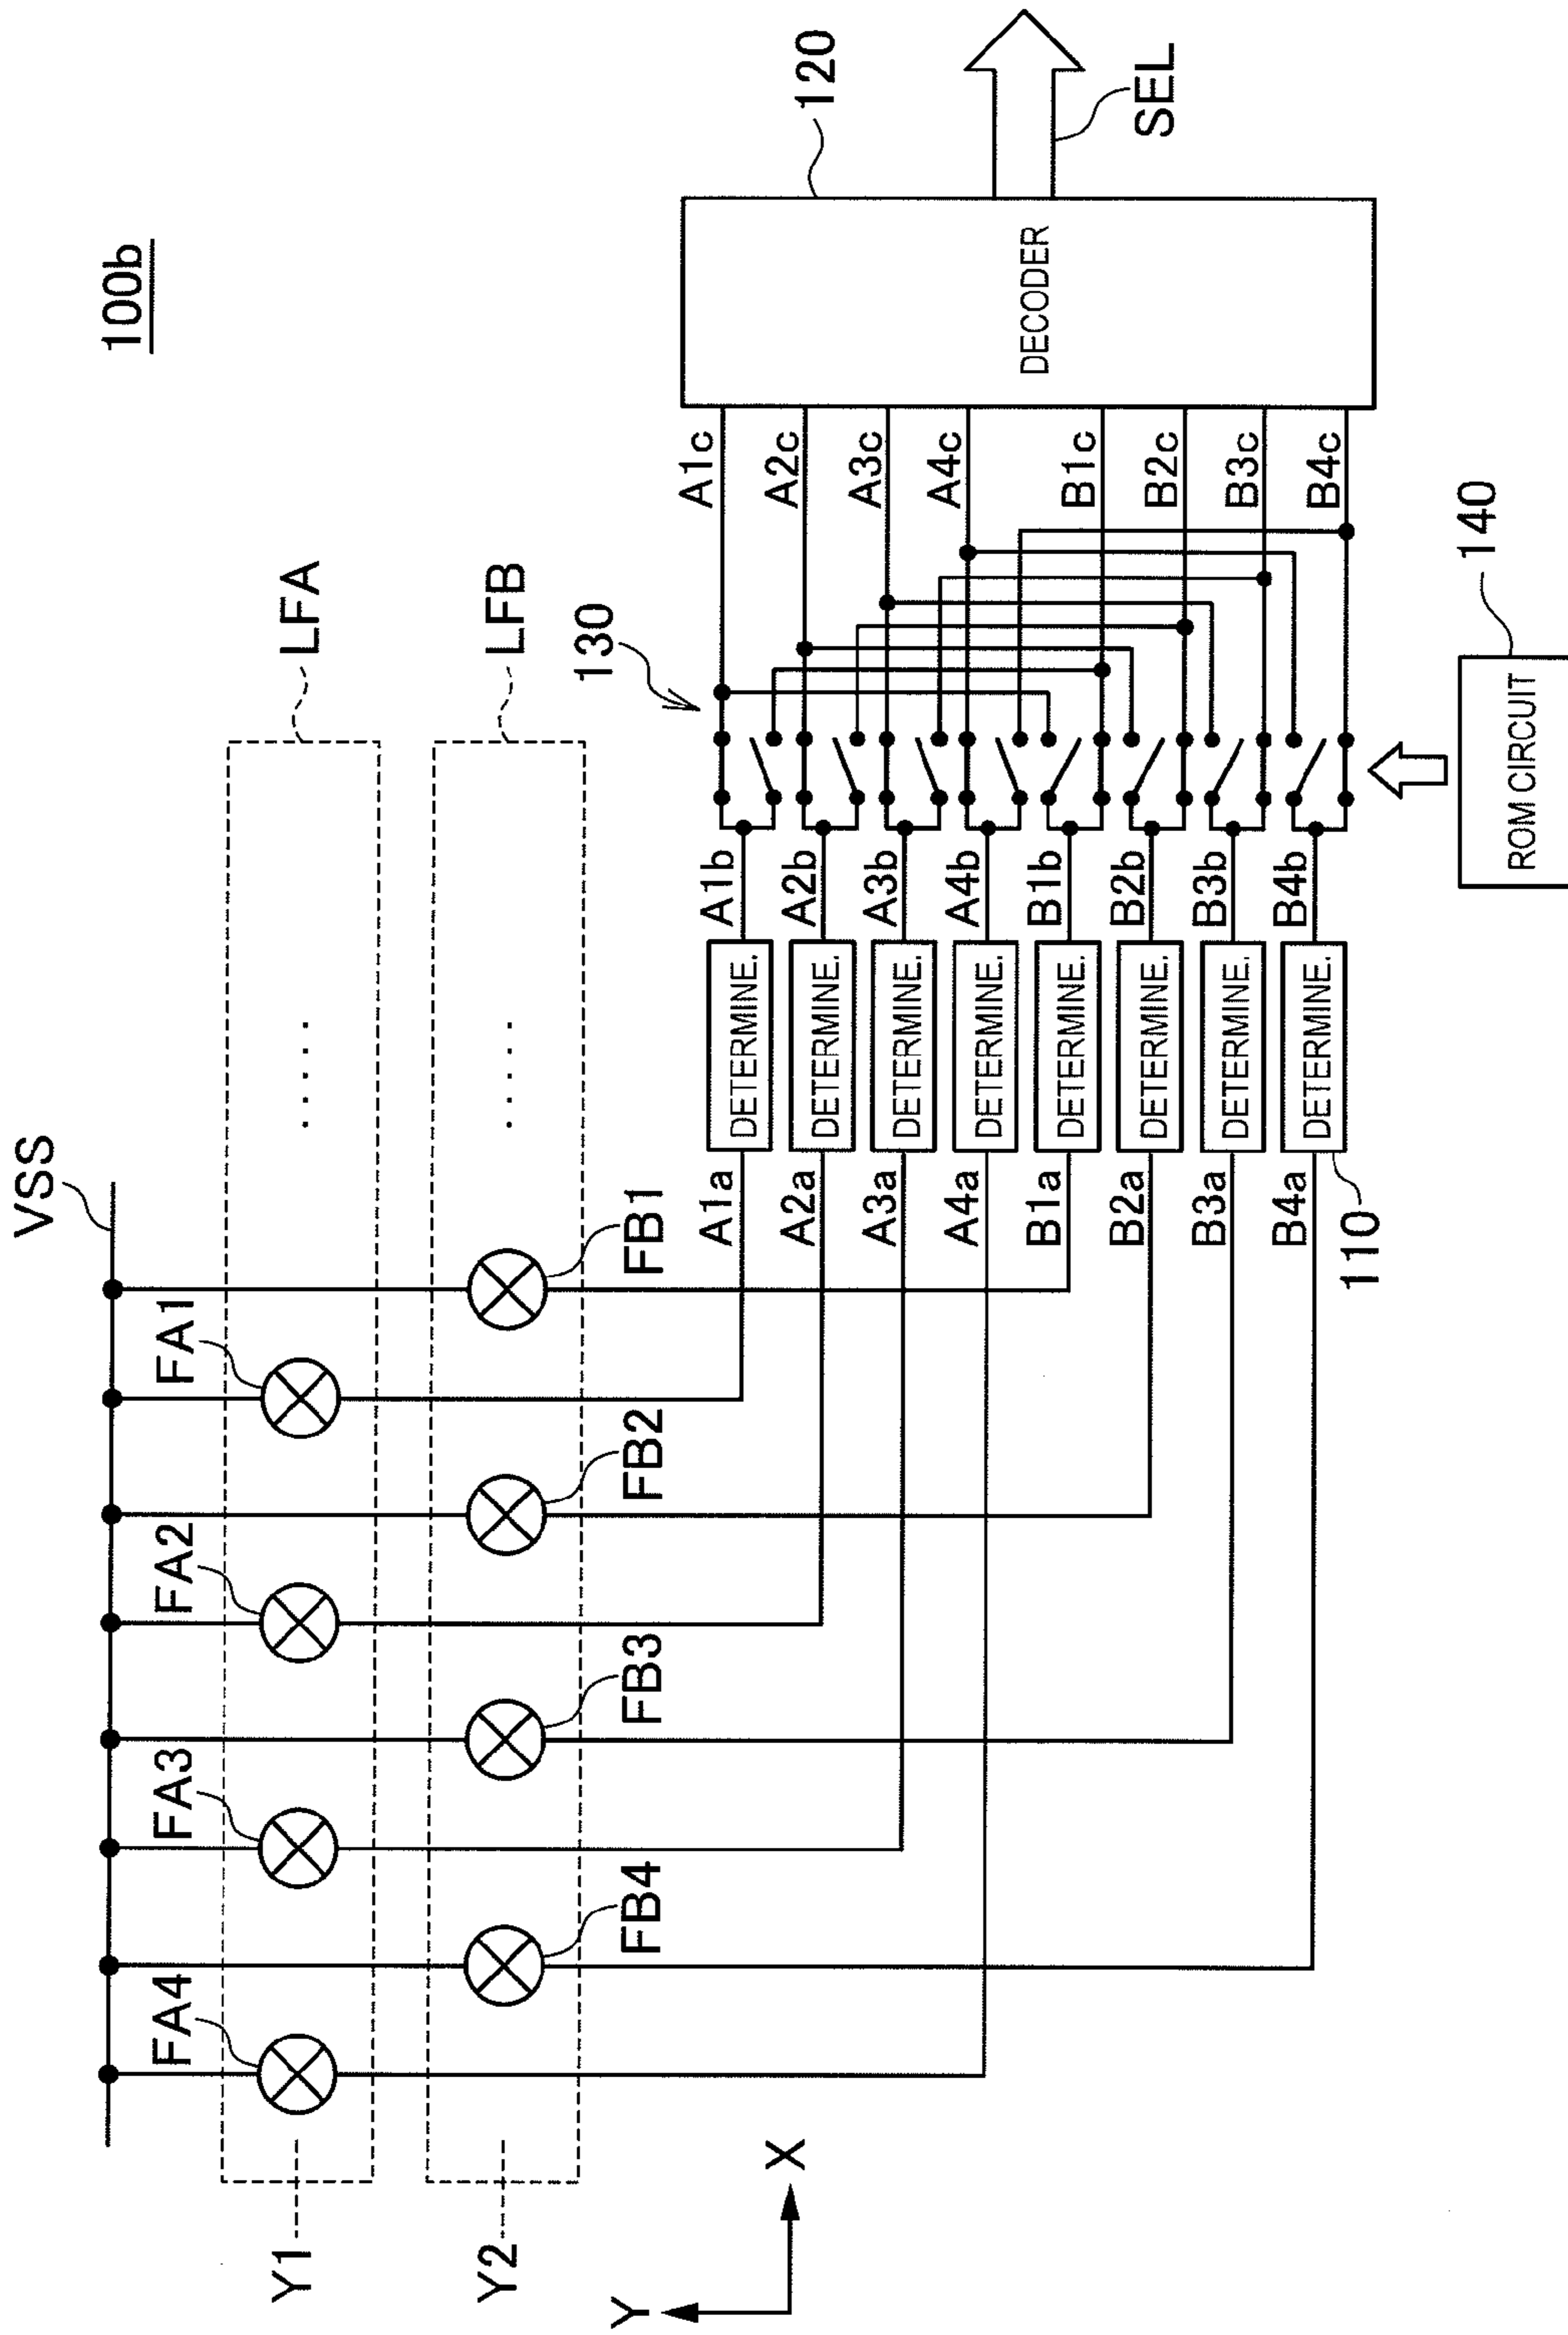 100b
VSS
LFA
LFB
FA4
FA3
FA2
FA1
FB4
FB3
FB2
FB1
Y1
Y2
Y
X
A1a
A2a
A3a
A4a
B1a
B2a
B3a
B4a
DETERMINE.
DETERMINE.
DETERMINE.
DETERMINE.
DETERMINE.
DETERMINE.
DETERMINE.
DETERMINE.
110
A1b
A2b
A3b
A4b
B1b
B2b
B3b
B4b
130
A1c
A2c
A3c
A4c
B1c
B2c
B3c
B4c
DECODER
120
SEL
ROM CIRCUIT
140